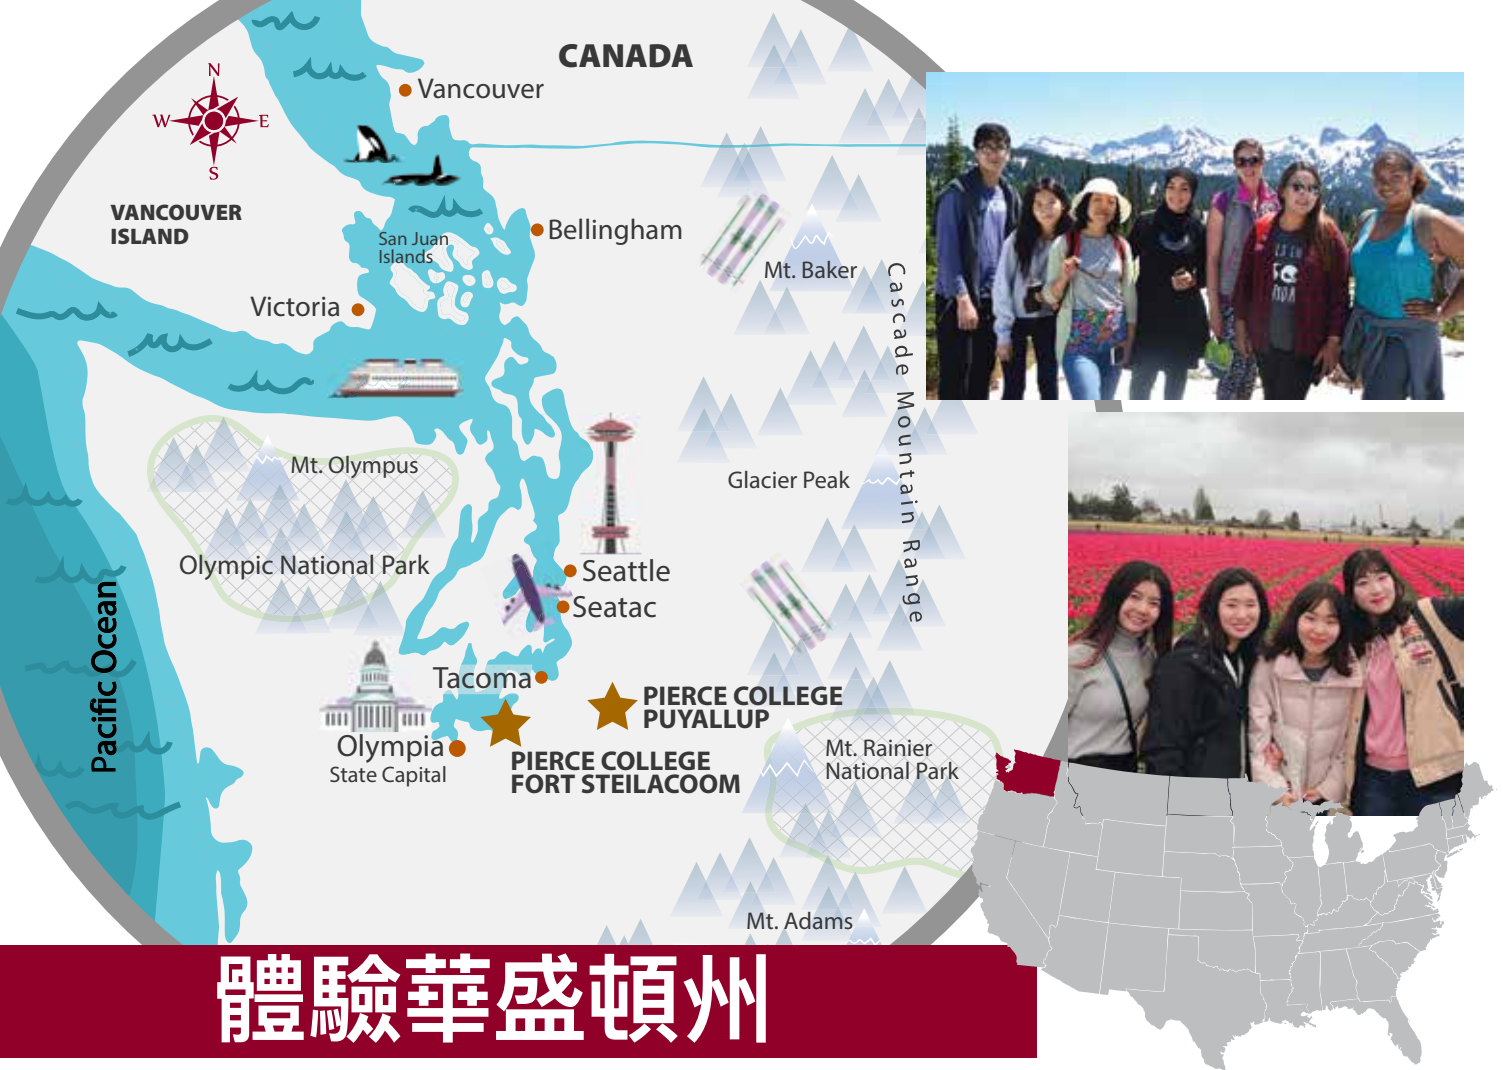 CANADA
Vancouver
N
W
E
S
VANCOUVER
ISLAND
San Juan
Islands
Bellingham
Mt. Baker
Victoria
Cascade Mountain Range
Mt. Olympus
Glacier Peak
Olympic National Park
Seattle
Seatac
Pacific Ocean
Tacoma
PIERCE COLLEGE
PUYALLUP
Olympia
State Capital
PIERCE COLLEGE
FORT STEILACOOM
Mt. Rainier
National Park
Mt. Adams
體驗華盛頓州